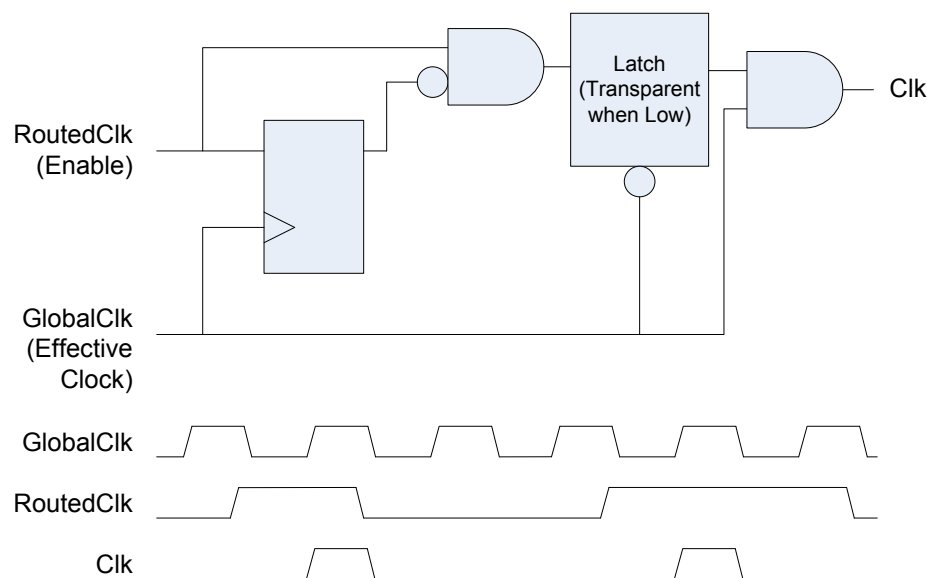 Latch
(Transparent
when Low)
Clk
RoutedClk
(Enable)
GlobalClk
(Effective
Clock)
GlobalClk
RoutedClk
Clk